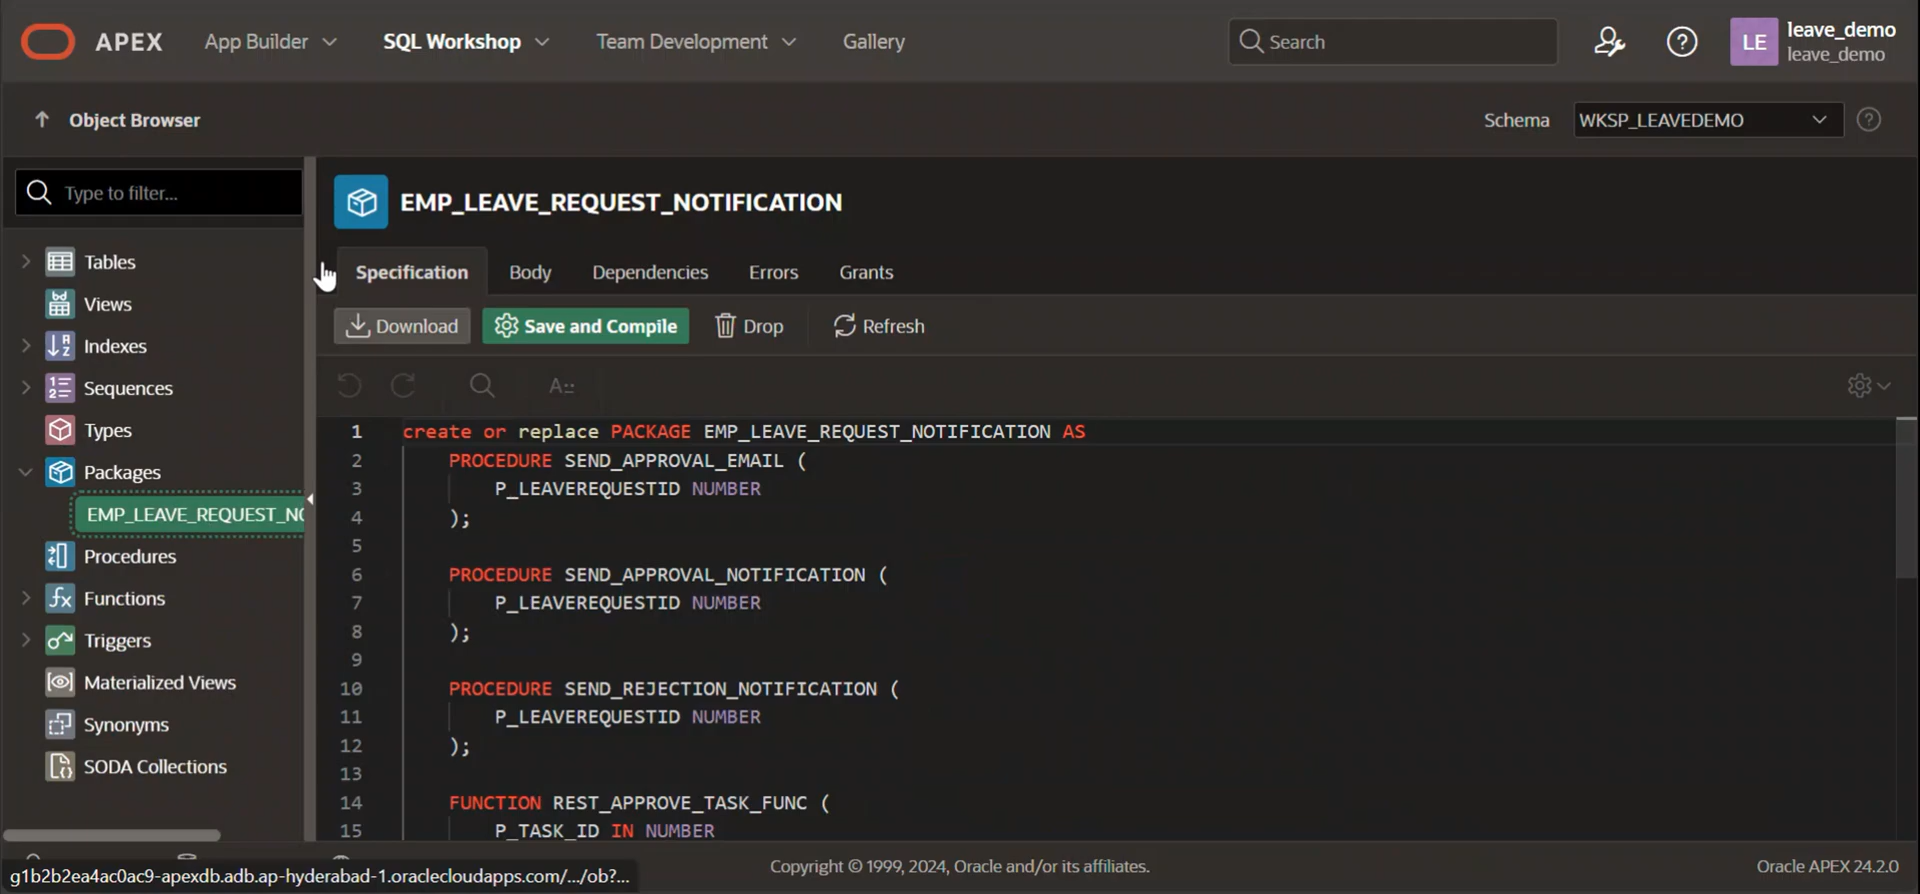 APEX App Builder SQL Workshop Team Development Gallery Search LE leave_demo
leave_demo
Object Browser Schema WKSP_LEAVEDEMO
Type to filter...
Tables
Views
Indexes
Sequences
Types
Packages
EMP_LEAVE_REQUEST_NO
Procedures
Functions
Triggers
Materialized Views
Synonyms
SODA Collections
EMP_LEAVE_REQUEST_NOTIFICATION
Specification Body Dependencies Errors Grants
Download Save and Compile Drop Refresh
A::
1 create or replace PACKAGE EMP_LEAVE_REQUEST_NOTIFICATION AS
2 PROCEDURE SEND_APPROVAL_EMAIL (
3 P_LEAVEREQUESTID NUMBER
4 );
5
6 PROCEDURE SEND_APPROVAL_NOTIFICATION (
7 P_LEAVEREQUESTID NUMBER
8 );
9
10 PROCEDURE SEND_REJECTION_NOTIFICATION (
11 P_LEAVEREQUESTID NUMBER
12 );
13
14 FUNCTION REST_APPROVE_TASK_FUNC (
15 P_TASK_ID IN NUMBER
g1b2b2ea4ac0ac9-apexdb.adb.ap-hyderabad-1.oraclecloudapps.com/.../ob?...
Copyright © 1999, 2024, Oracle and/or its affiliates.
Oracle APEX 24.2.0